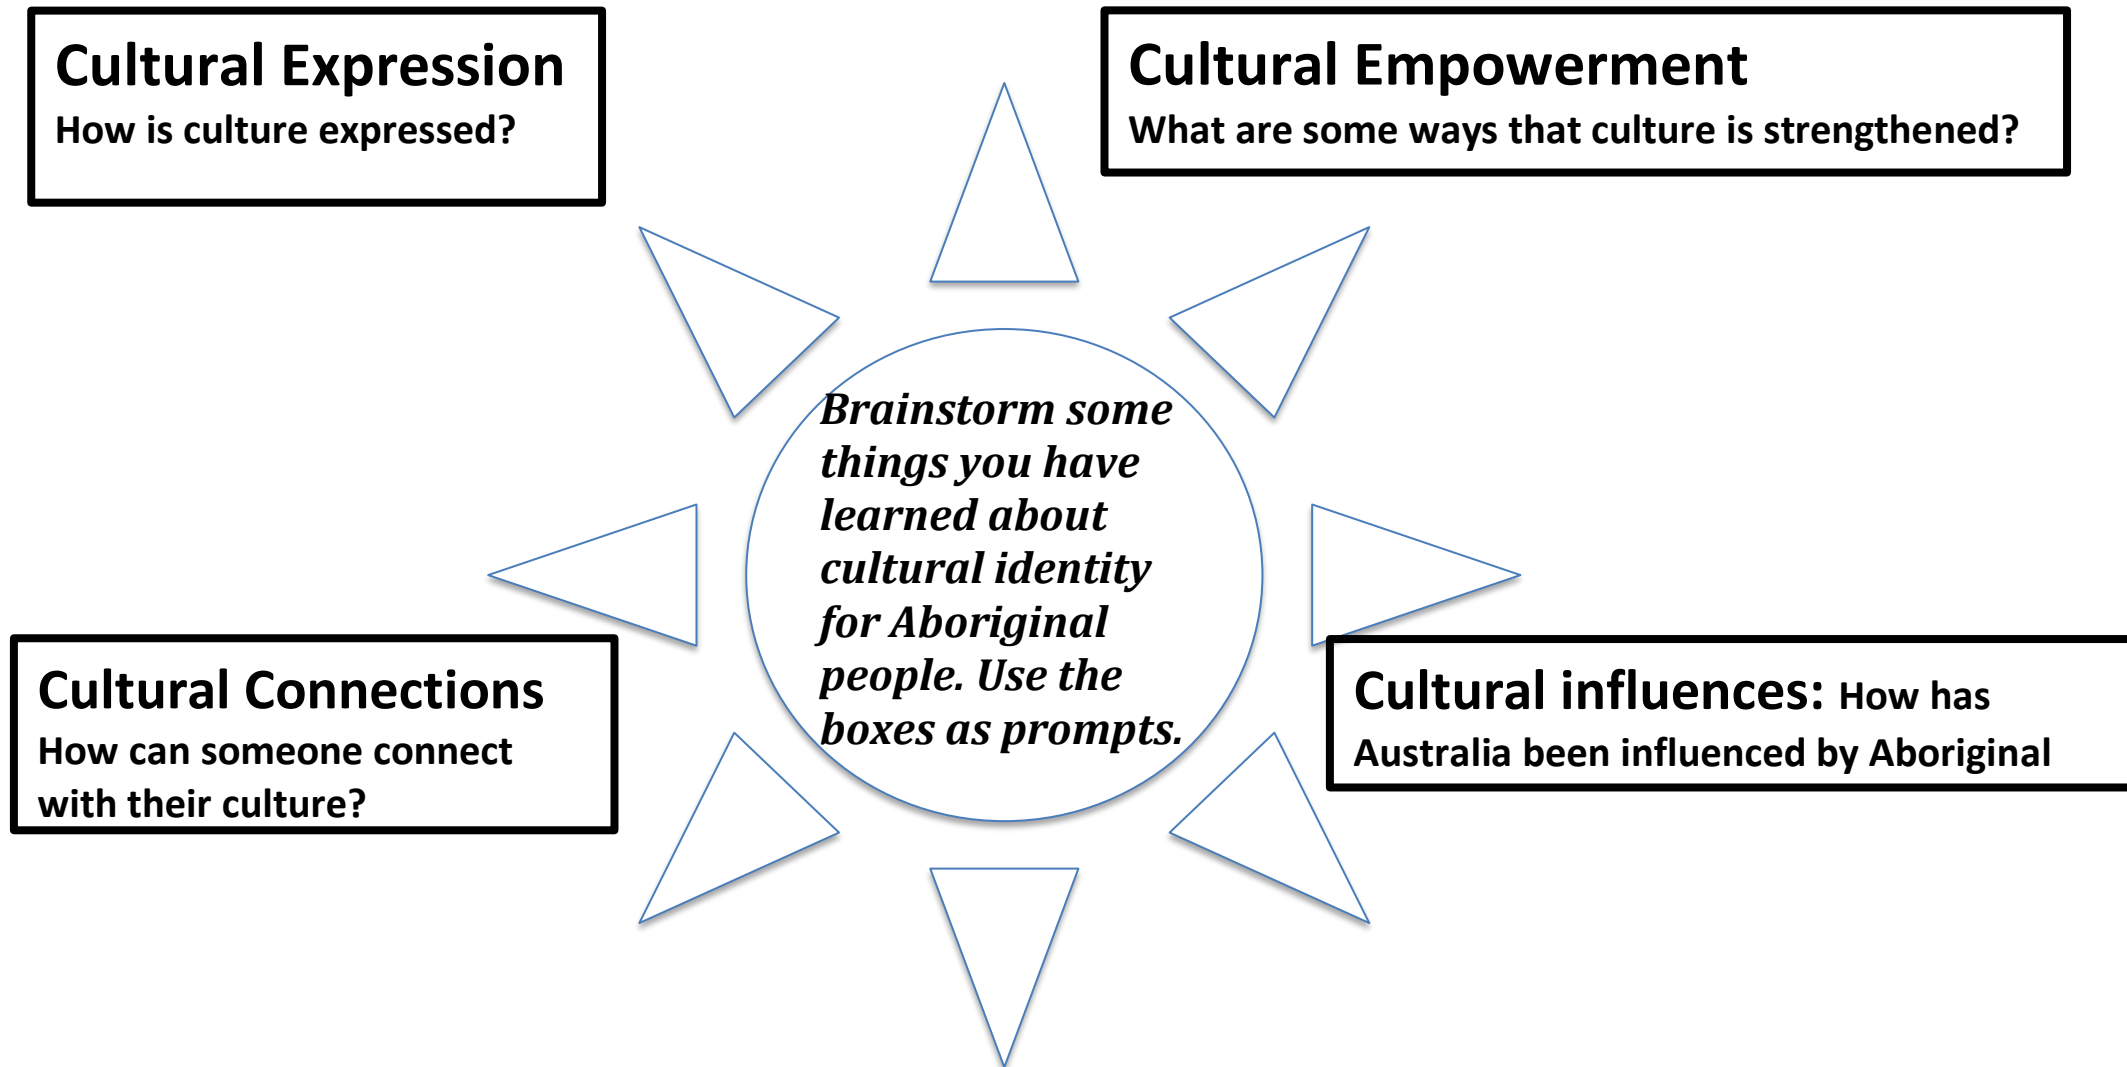 Cultural Expression
How is culture expressed?
Cultural Empowerment
What are some ways that culture is strengthened?
Brainstorm some
things you have
learned about
cultural identity
for Aboriginal
people. Use the
boxes as prompts.
Cultural Connections
How can someone connect
with their culture?
Cultural influences: How has
Australia been influenced by Aboriginal